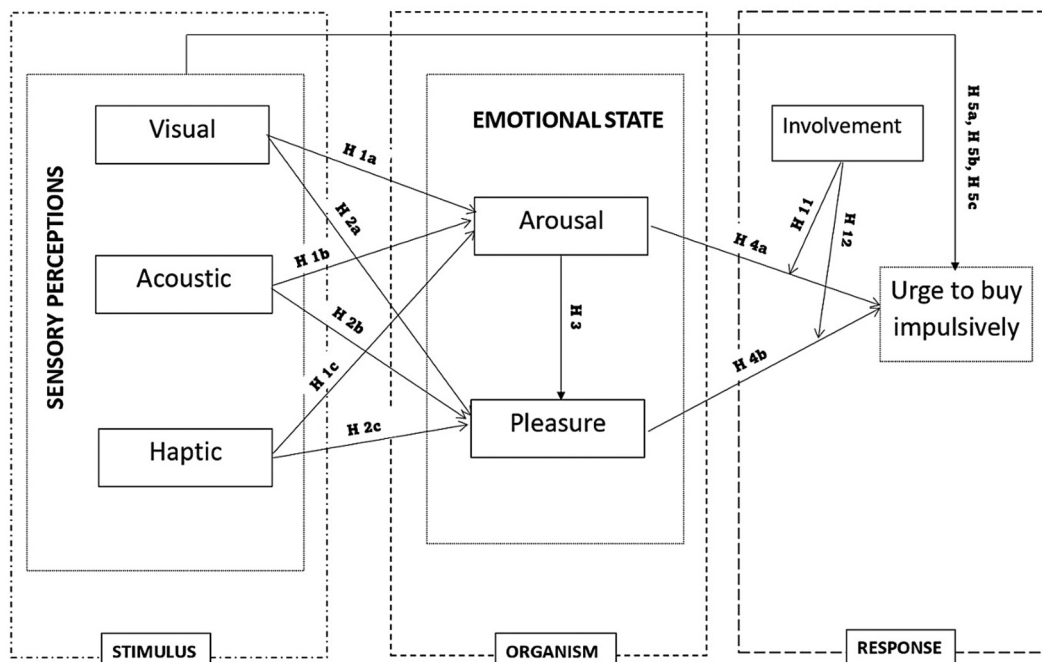 SENSORY PERCEPTIONS
Visual
Acoustic
Haptic
STIMULUS
H 1a
H 2a
H 1b
H 2b
H 1c
H 2c
EMOTIONAL STATE
Arousal
H 3
Pleasure
ORGANISM
Involvement
H 11
H 12
H 4a
H 4b
H 5a, H 5b, H 5c
Urge to buy
impulsively
RESPONSE